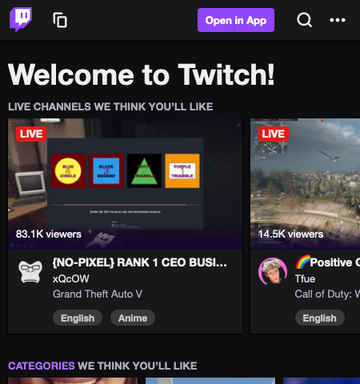 Open in App
Welcome to Twitch!
LIVE CHANNELS WE THINK YOU'LL LIKE
LIVE
BLUE
CIRCLE
BLACK
SQUARE
PURPLE
TRIANGLE
83.1K viewers
{NO-PIXEL} RANK 1 CEO BUSI...
xQcOW
Grand Theft Auto V
English
Anime
LIVE
14.5K viewers
🌈Positive G
Tfue
Call of Duty: W
English
CATEGORIES WE THINK YOU'LL LIKE